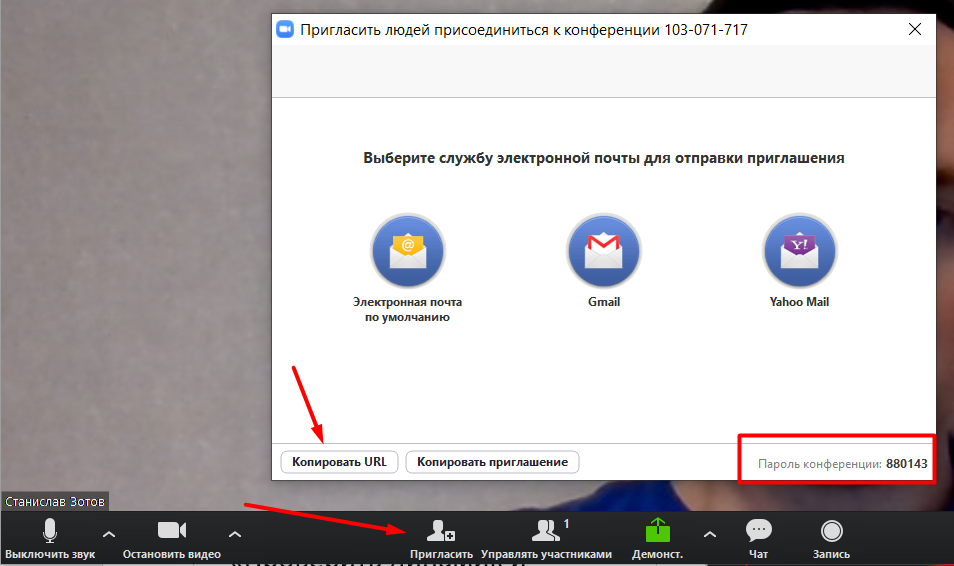 Пригласить людей присоединиться к конференции 103-071-717
Выберите службу электронной почты для отправки приглашения
@
Y!
Электронная почта
по умолчанию
Gmail
Yahoo Mail
Копировать URL
Копировать приглашение
Пароль конференции: 880143
Станислав Зотов
1
Выключить звук
Остановить видео
Пригласить
Управлять участниками
Демонст.
Чат
Запись